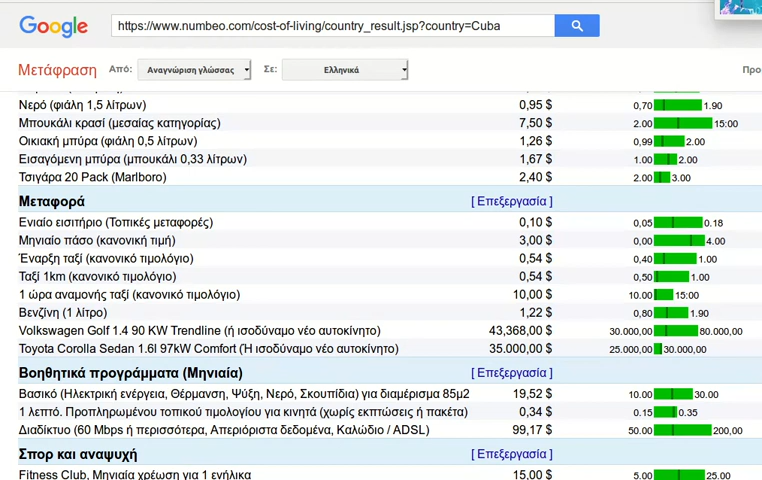 Google https://www.numbeo.com/cost-of-living/country_result.jsp?country=Cuba
Μετάφραση Από: Αναγνώριση γλώσσας Σε: Ελληνικά Προ
Νερό (φιάλη 1,5 λίτρων) 0,95 $ 0,70 1.90
Μπουκάλι κρασί (μεσαίας κατηγορίας) 7,50 $ 2.00 15:00
Οικιακή μπύρα (φιάλη 0,5 λίτρων) 1,26 $ 0,99 2.00
Εισαγόμενη μπύρα (μπουκάλι 0,33 λίτρων) 1,67 $ 1.00 2.00
Τσιγάρα 20 Pack (Marlboro) 2,40 $ 2.00 3.00
Μεταφορά [ Επεξεργασία ]
Ενιαίο εισιτήριο (Τοπικές μεταφορές) 0,10 $ 0,05 0.18
Μηνιαίο πάσο (κανονική τιμή) 3,00 $ 0,00 4.00
Έναρξη ταξί (κανονικό τιμολόγιο) 0,54 $ 0,40 1.00
Ταξί 1km (κανονικό τιμολόγιο) 0,54 $ 0,50 1.00
1 ώρα αναμονής ταξί (κανονικό τιμολόγιο) 10,00 $ 10.00 15:00
Βενζίνη (1 λίτρο) 1,22 $ 0,80 1.90
Volkswagen Golf 1.4 90 KW Trendline (ή ισοδύναμο νέο αυτοκίνητο) 43,368,00 $ 30.000,00 80.000,00
Toyota Corolla Sedan 1.6l 97kW Comfort (Ή ισοδύναμο νέο αυτοκίνητο) 35.000,00 $ 25.000,00 30.000,00
Βοηθητικά προγράμματα (Μηνιαία) [ Επεξεργασία ]
Βασικό (Ηλεκτρική ενέργεια, Θέρμανση, Ψύξη, Νερό, Σκουπίδια) για διαμέρισμα 85μ2 19,52 $ 10.00 30.00
1 λεπτό. Προπληρωμένου τοπικού τιμολογίου για κινητά (χωρίς εκπτώσεις ή πακέτα) 0,34 $ 0.15 0.35
Διαδίκτυο (60 Mbps ή περισσότερα, Απεριόριστα δεδομένα, Καλώδιο / ADSL) 99,17 $ 50.00 200,00
Σπορ και αναψυχή [ Επεξεργασία ]
Fitness Club, Μηνιαία χρέωση για 1 ενήλικα 15.00 $ 5.00 25.00